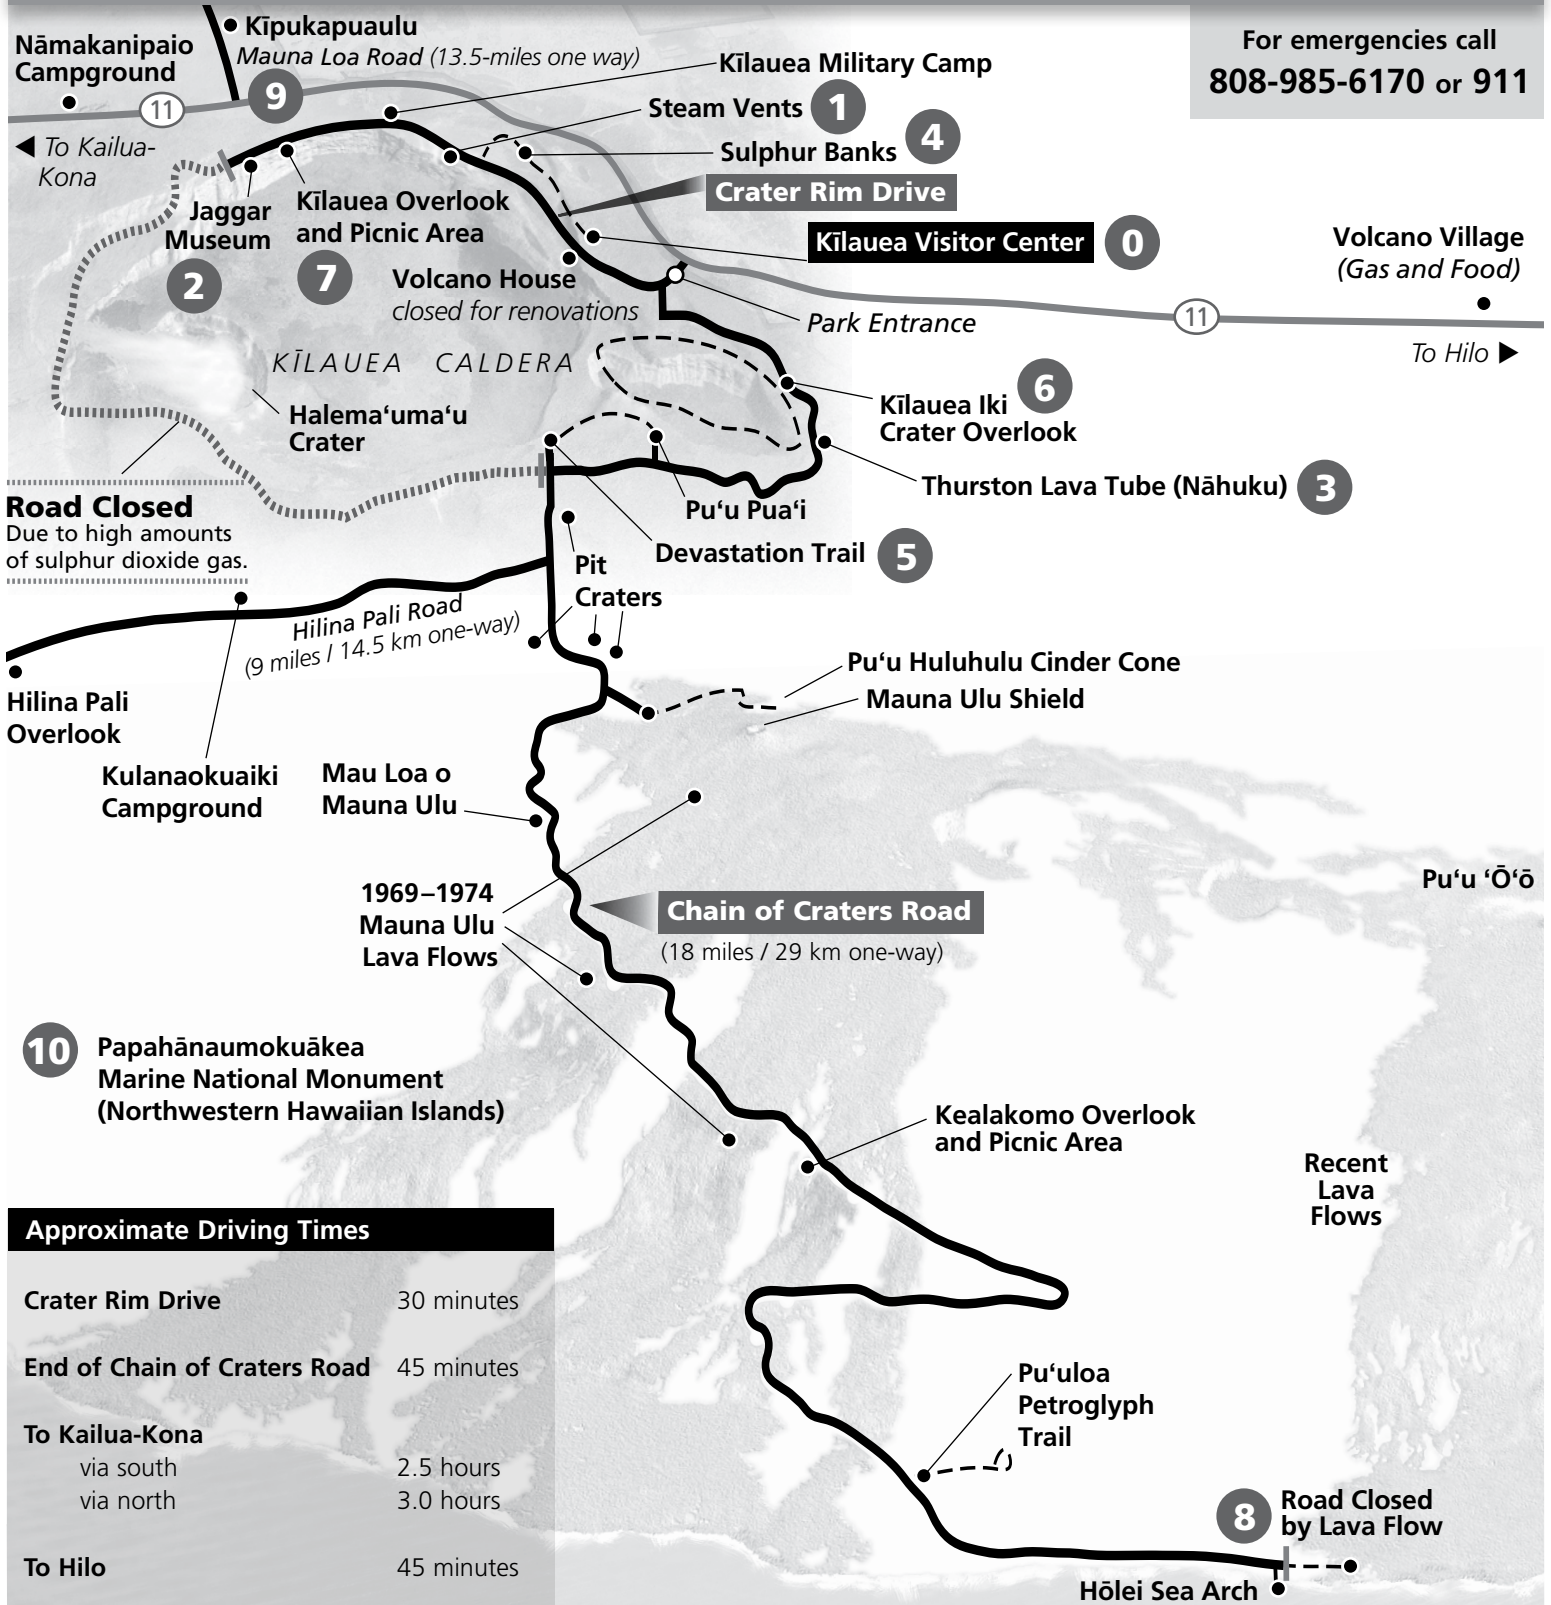 For emergencies call
808-985-6170 or 911
Kīpukapuaulu
Mauna Loa Road (13.5-miles one way)
Nāmakanipaio
Campground
11
9
◀ To Kailua-
Kona
Kīlauea Military Camp
Steam Vents 1
Sulphur Banks 4
Crater Rim Drive
Kīlauea Visitor Center 0
Volcano Village
(Gas and Food)
Jaggar
Museum
2
Kīlauea Overlook
and Picnic Area
7
Volcano House
closed for renovations
Park Entrance
11
To Hilo ▶
KĪLAUEA CALDERA
Halema‘uma‘u
Crater
Kīlauea Iki
Crater Overlook
6
Thurston Lava Tube (Nāhuku) 3
Road Closed
Due to high amounts
of sulphur dioxide gas.
Pu‘u Pua‘i
Devastation Trail 5
Pit
Craters
Hilina Pali Road
(9 miles / 14.5 km one-way)
Hilina Pali
Overlook
Kulanaokuaiki
Campground
Pu‘u Huluhulu Cinder Cone
Mauna Ulu Shield
Mau Loa o
Mauna Ulu
1969–1974
Mauna Ulu
Lava Flows
Chain of Craters Road
(18 miles / 29 km one-way)
Pu‘u ‘Ō‘ō
10 Papahānaumokuākea
Marine National Monument
(Northwestern Hawaiian Islands)
Kealakomo Overlook
and Picnic Area
Recent
Lava
Flows
Approximate Driving Times
Crater Rim Drive 30 minutes
End of Chain of Craters Road 45 minutes
To Kailua-Kona
via south 2.5 hours
via north 3.0 hours
To Hilo 45 minutes
Pu‘uloa
Petroglyph
Trail
8 Road Closed
by Lava Flow
Hōlei Sea Arch